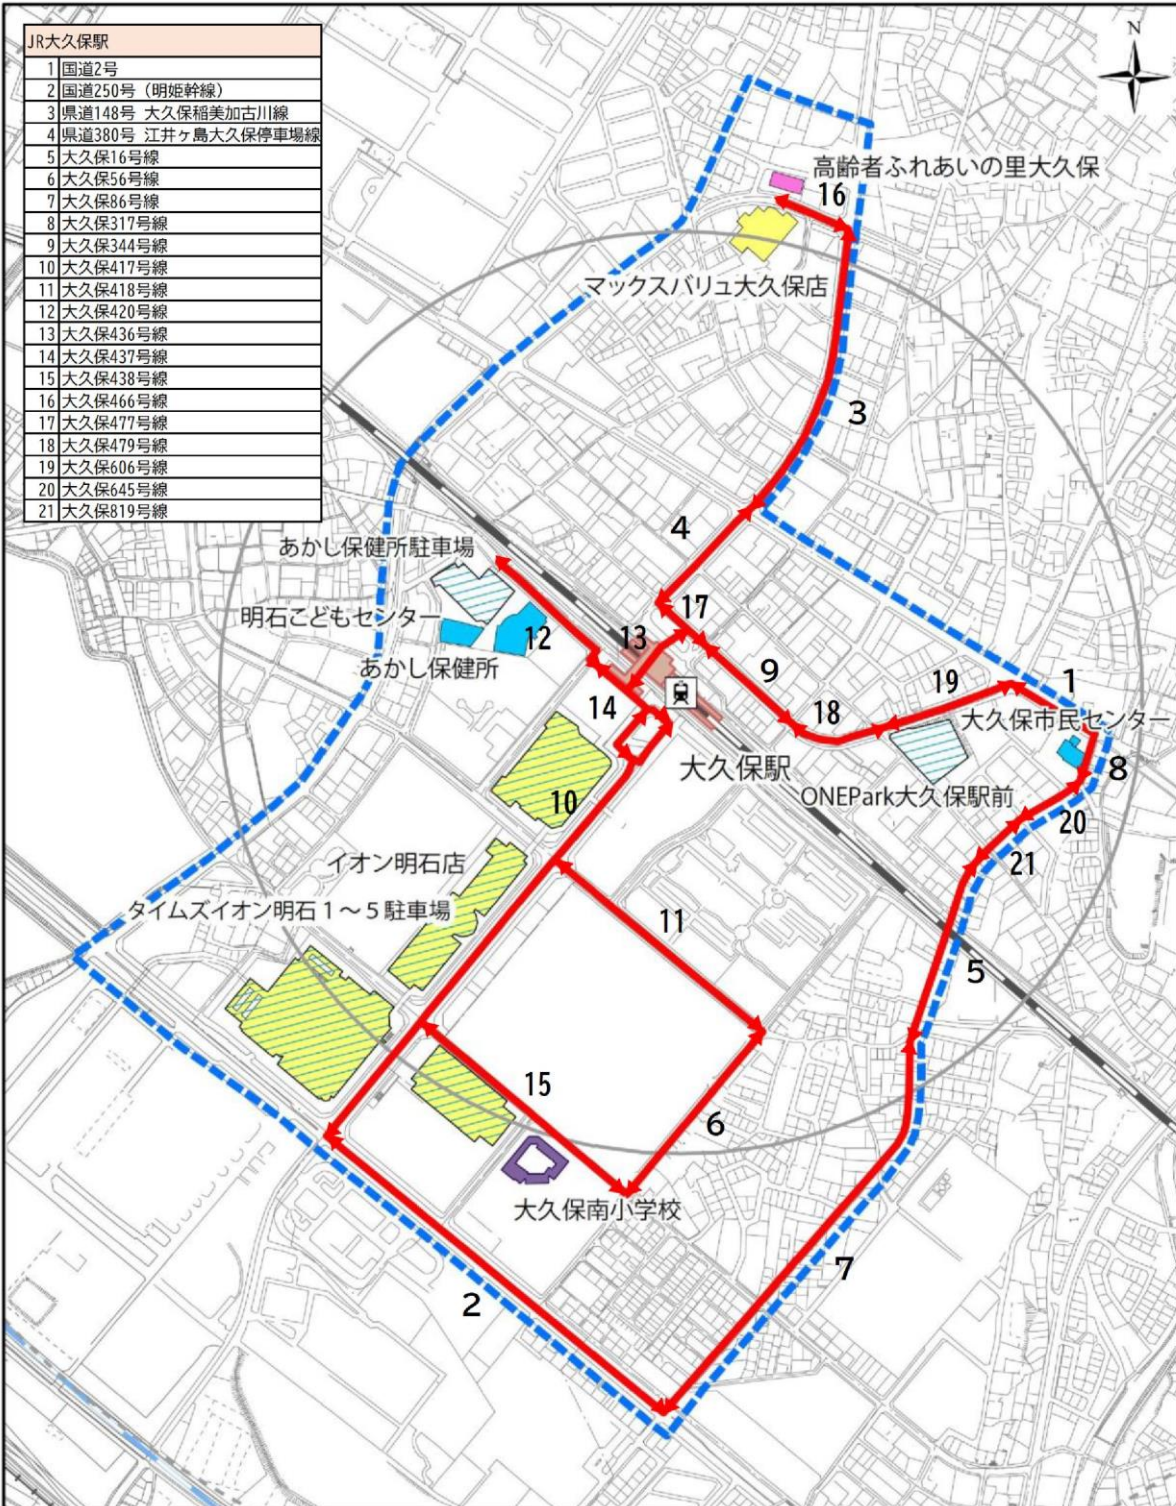 JR大久保駅
1 国道2号
2 国道250号（明姫幹線）
3 県道148号 大久保稲美加古川線
4 県道380号 江井ヶ島大久保停車場線
5 大久保16号線
6 大久保56号線
7 大久保86号線
8 大久保317号線
9 大久保344号線
10 大久保417号線
11 大久保418号線
12 大久保420号線
13 大久保436号線
14 大久保437号線
15 大久保438号線
16 大久保466号線
17 大久保477号線
18 大久保479号線
19 大久保606号線
20 大久保645号線
21 大久保819号線
N
高齢者ふれあいの里大久保
16
マックスバリュ大久保店
3
4
あかし保健所駐車場
17
明石こどもセンター
12
13
あかし保健所
9
19
1
14
18
大久保市民センター
大久保駅
8
ONEPark大久保駅前
10
20
21
イオン明石店
タイムズイオン明石1～5駐車場
11
5
15
6
大久保南小学校
7
2